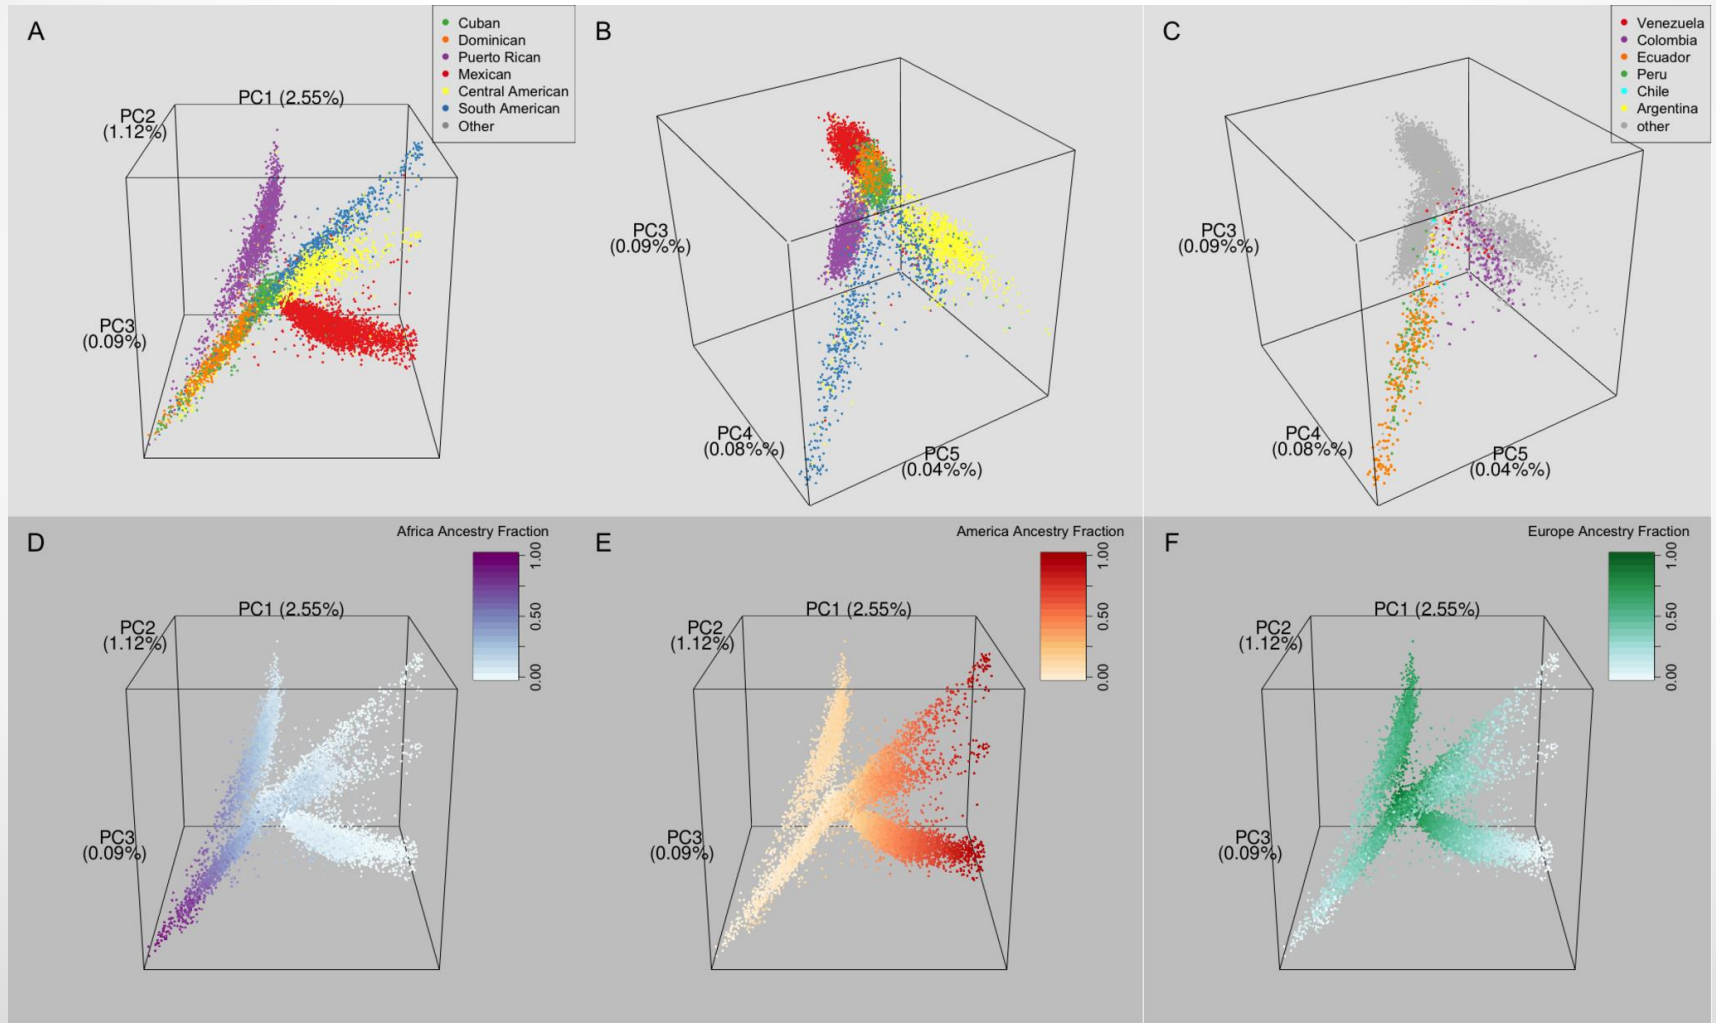 A
Cuban
Dominican
Puerto Rican
Mexican
Central American
South American
Other
PC1 (2.55%)
PC2
(1.12%)
PC3
(0.09%)
B
PC3
(0.09%%)
PC4
(0.08%%)
PC5
(0.04%%)
C
Venezuela
Colombia
Ecuador
Peru
Chile
Argentina
other
PC3
(0.09%%)
PC4
(0.08%%)
PC5
(0.04%%)
D
Africa Ancestry Fraction
1.00
0.50
0.00
PC1 (2.55%)
PC2
(1.12%)
PC3
(0.09%)
E
America Ancestry Fraction
1.00
0.50
0.00
PC1 (2.55%)
PC2
(1.12%)
PC3
(0.09%)
F
Europe Ancestry Fraction
1.00
0.50
0.00
PC1 (2.55%)
PC2
(1.12%)
PC3
(0.09%)